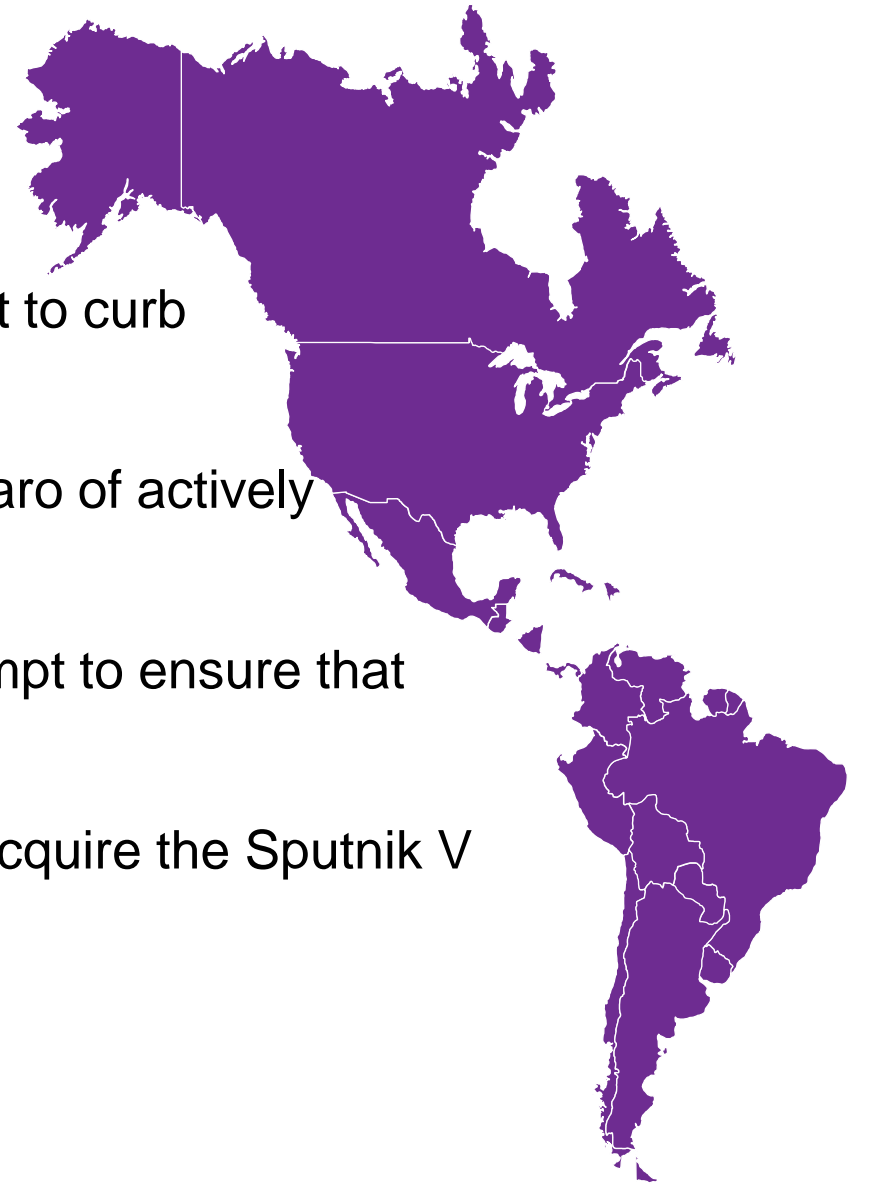 t to curb
aro of actively
mpt to ensure that
cquire the Sputnik V